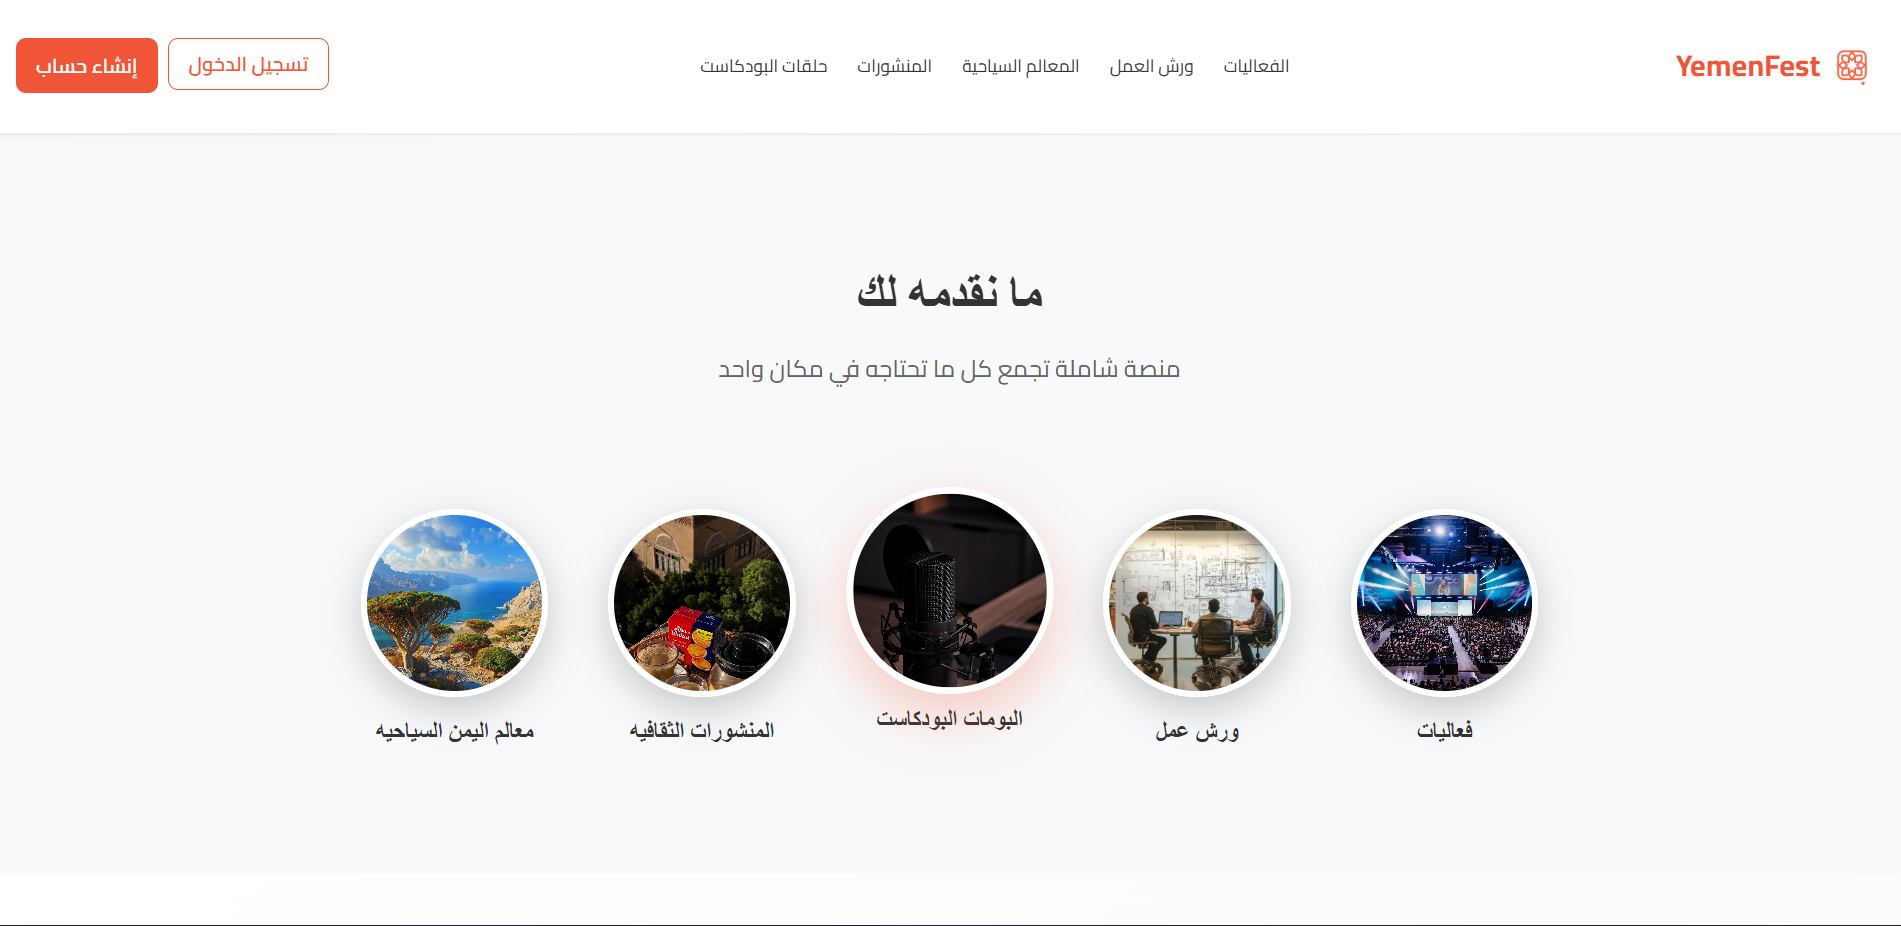 YemenFest
الفعاليات
ورش العمل
المعالم السياحية
المنشورات
حلقات البودكاست
تسجيل الدخول
إنشاء حساب
ما نقدمه لك
منصة شاملة تجمع كل ما تحتاجه في مكان واحد
فعاليات
ورش عمل
البومات البودكاست
المنشورات الثقافيه
معالم اليمن السياحيه